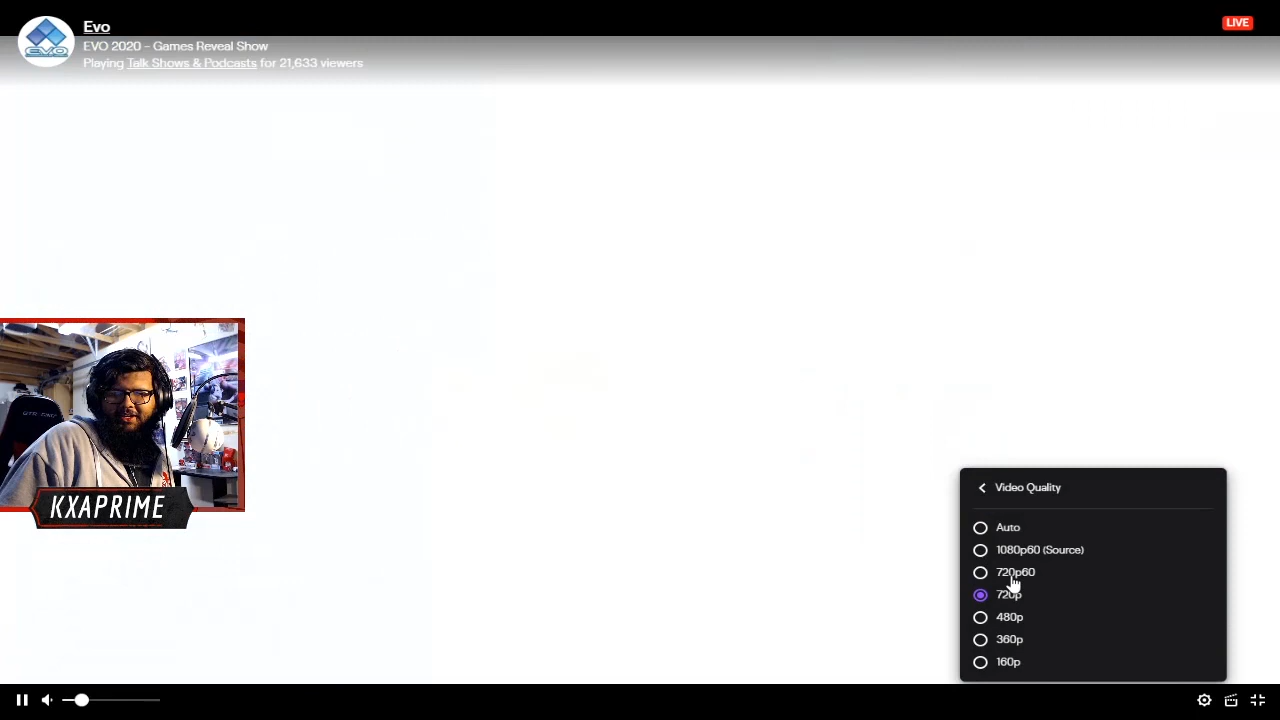 Evo
EVO 2020 - Games Reveal Show
Playing Talk Shows & Podcasts for 21,633 viewers
LIVE
EVO
KXAPRIME
Video Quality
Auto
1080p60 (Source)
720p60
720p
480p
360p
160p